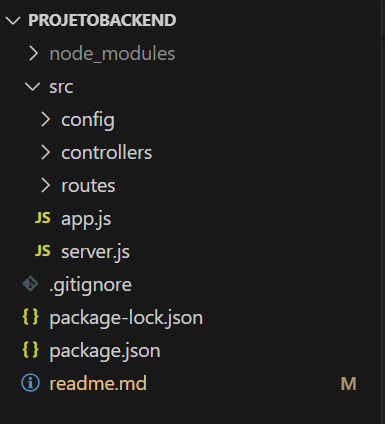 PROJETOBACKEND
node_modules
src
config
controllers
routes
JS app.js
JS server.js
.gitignore
{} package-lock.json
{} package.json
readme.md M